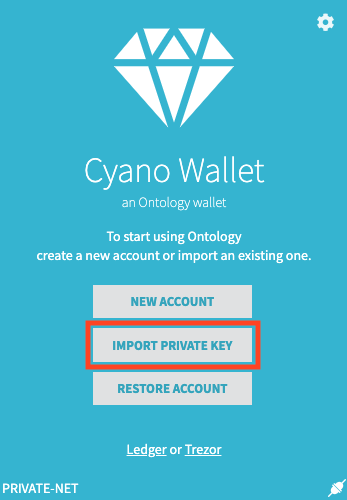 Cyano Wallet
an Ontology wallet
To start using Ontology
create a new account or import an existing one.
NEW ACCOUNT
IMPORT PRIVATE KEY
RESTORE ACCOUNT
Ledger or Trezor
PRIVATE-NET